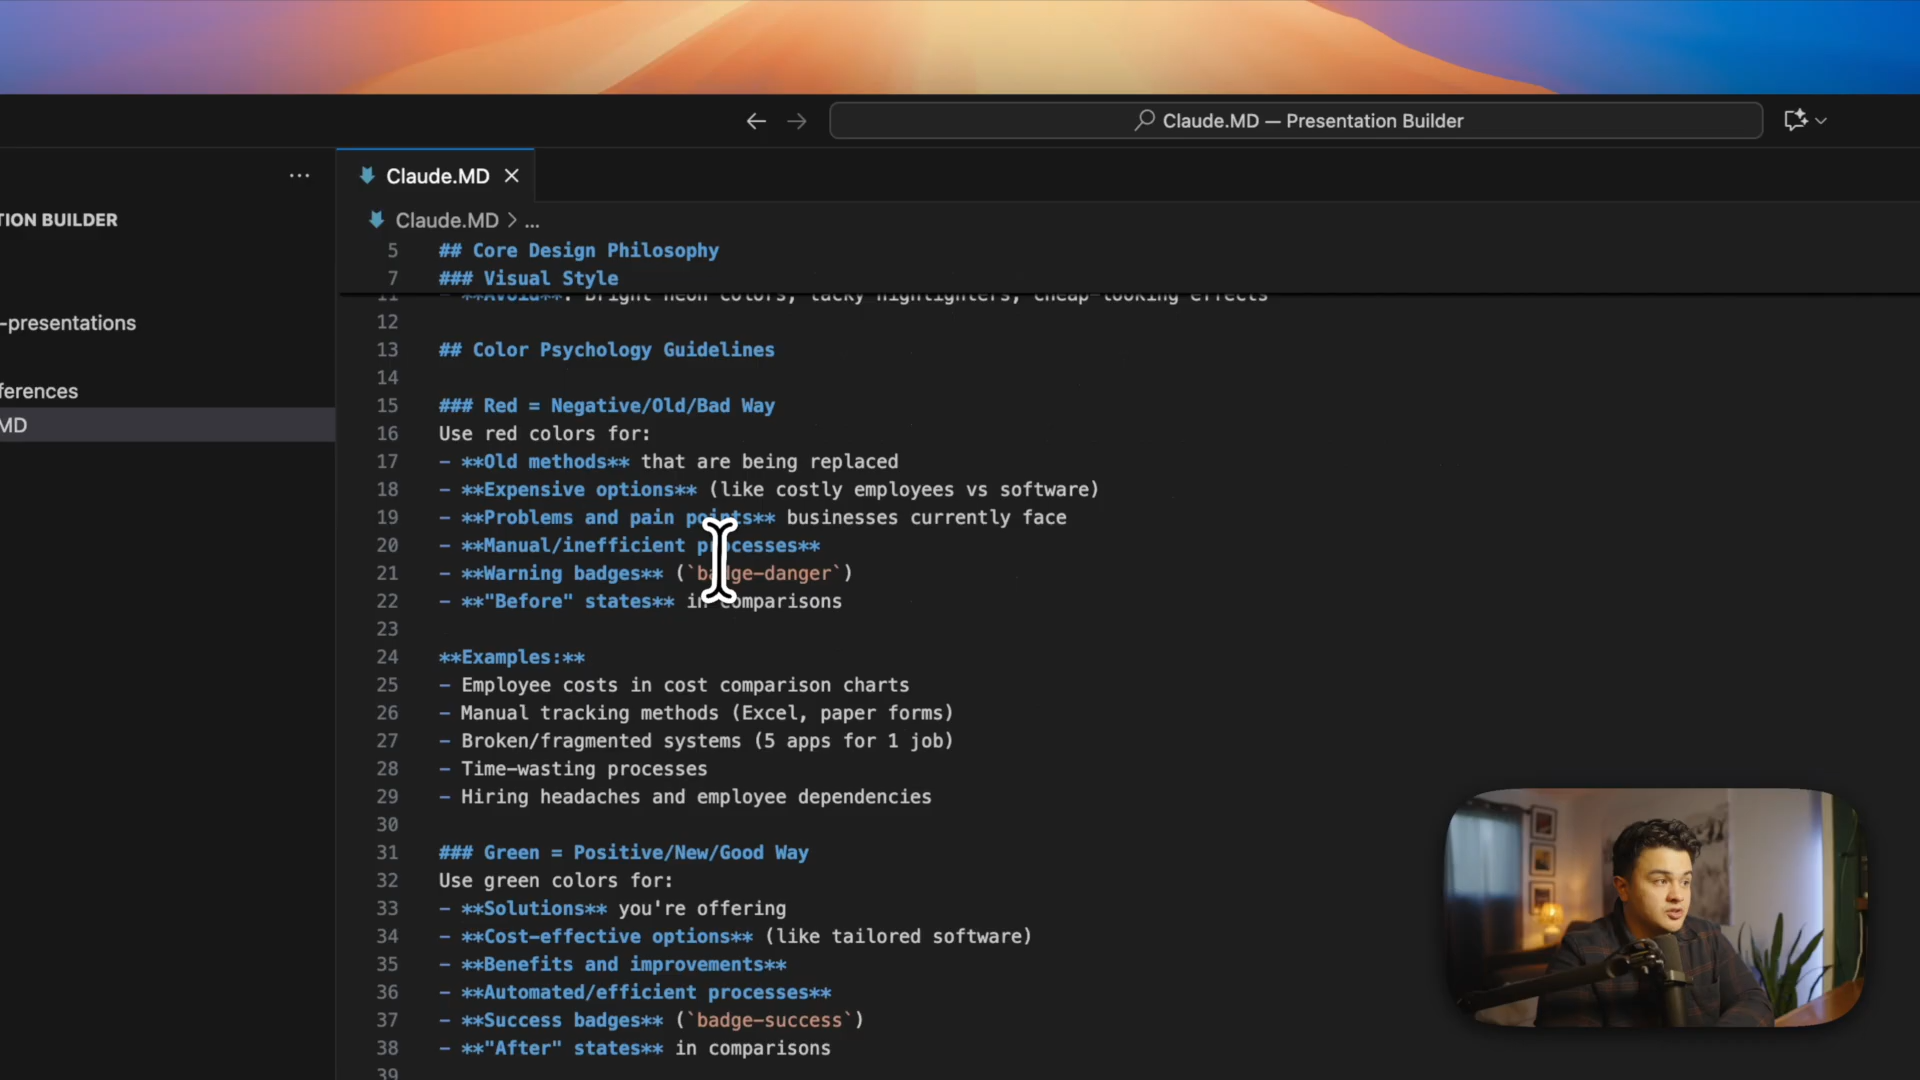 Claude.MD — Presentation Builder
Claude.MD
TION BUILDER
-presentations
ferences
MD
Claude.MD > ...
5 ## Core Design Philosophy
7 ### Visual Style
11 - **Avoid**: Bright neon colors, tacky highlighters, cheap-looking effects
12
13 ## Color Psychology Guidelines
14
15 ### Red = Negative/Old/Bad Way
16 Use red colors for:
17 - **Old methods** that are being replaced
18 - **Expensive options** (like costly employees vs software)
19 - **Problems and pain points** businesses currently face
20 - **Manual/inefficient processes**
21 - **Warning badges** (`badge-danger`)
22 - **"Before" states** in comparisons
23
24 **Examples:**
25 - Employee costs in cost comparison charts
26 - Manual tracking methods (Excel, paper forms)
27 - Broken/fragmented systems (5 apps for 1 job)
28 - Time-wasting processes
29 - Hiring headaches and employee dependencies
30
31 ### Green = Positive/New/Good Way
32 Use green colors for:
33 - **Solutions** you're offering
34 - **Cost-effective options** (like tailored software)
35 - **Benefits and improvements**
36 - **Automated/efficient processes**
37 - **Success badges** (`badge-success`)
38 - **"After" states** in comparisons
39